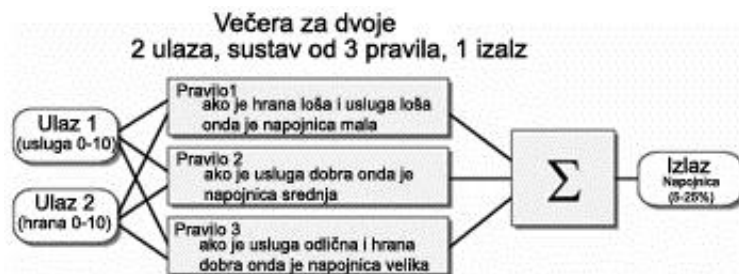 Večera za dvoje
2 ulaza, sustav od 3 pravila, 1 izalz
Ulaz 1
(usluga 0-10)
Ulaz 2
(hrana 0-10)
Pravilo1
ako je hrana loša i usluga loša
onda je napojnica mala
Pravilo 2
ako je usluga dobra onda je
napojnica srednja
Pravilo 3
ako je usluga odlična i hrana
dobra onda je napojnica velika
Σ
Izlaz
Napojnica
(5-25%)